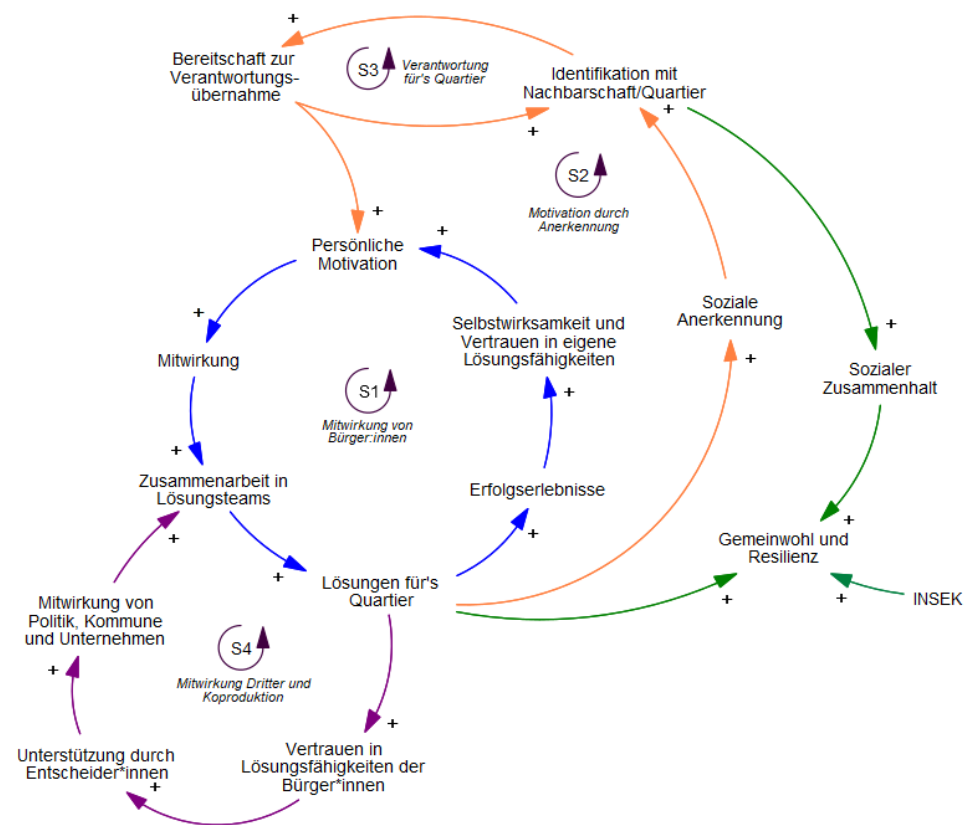 +
Bereitschaft zur
Verantwortungs-
übernahme
S3
Verantwortung
für's Quartier
Identifikation mit
Nachbarschaft/Quartier
+
+
S2
Motivation durch
Anerkennung
+
+
Persönliche
Motivation
+
Mitwirkung
Selbstwirksamkeit und
Vertrauen in eigene
Lösungsfähigkeiten
Soziale
Anerkennung
+
+
Sozialer
Zusammenhalt
S1
Mitwirkung von
Bürger:innen
+
+
Zusammenarbeit in
Lösungsteams
Erfolgserlebnisse
+
+
+
Gemeinwohl und
Resilienz
+
Lösungen für's
Quartier
+
+
+
INSEK
Mitwirkung von
Politik, Kommune
und Unternehmen
+
S4
Mitwirkung Dritter und
Koproduktion
+
Unterstützung durch
Entscheider*innen
+
Vertrauen in
Lösungsfähigkeiten der
Bürger*innen